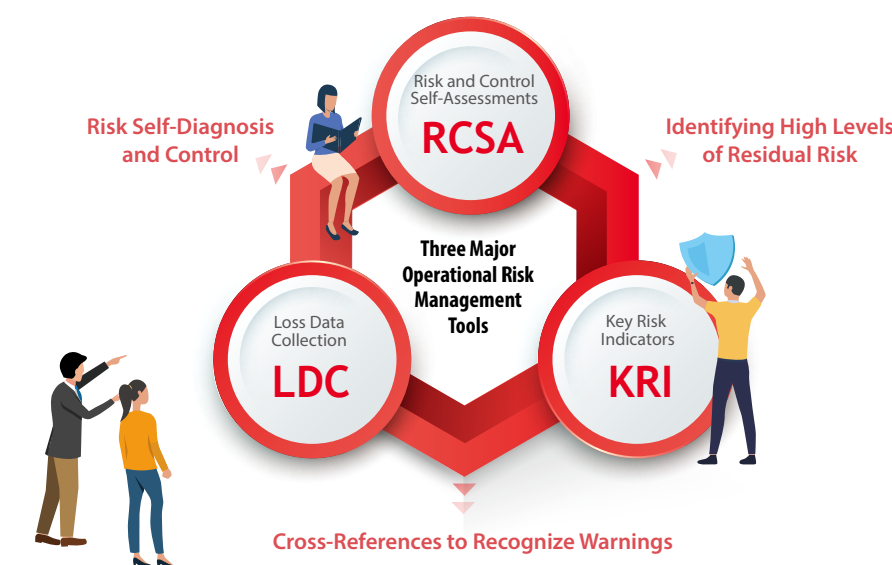 Risk and Control
Self-Assessments
RCSA
Risk Self-Diagnosis
and Control
Identifying High Levels
of Residual Risk
Three Major
Operational Risk
Management
Tools
Loss Data
Collection
LDC
Key Risk
Indicators
KRI
Cross-References to Recognize Warnings